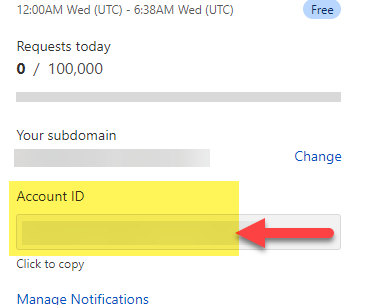 12:00AM Wed (UTC) - 6:38AM Wed (UTC) Free
Requests today
0 / 100,000
Your subdomain
Change
Account ID
Click to copy
Manage Notifications